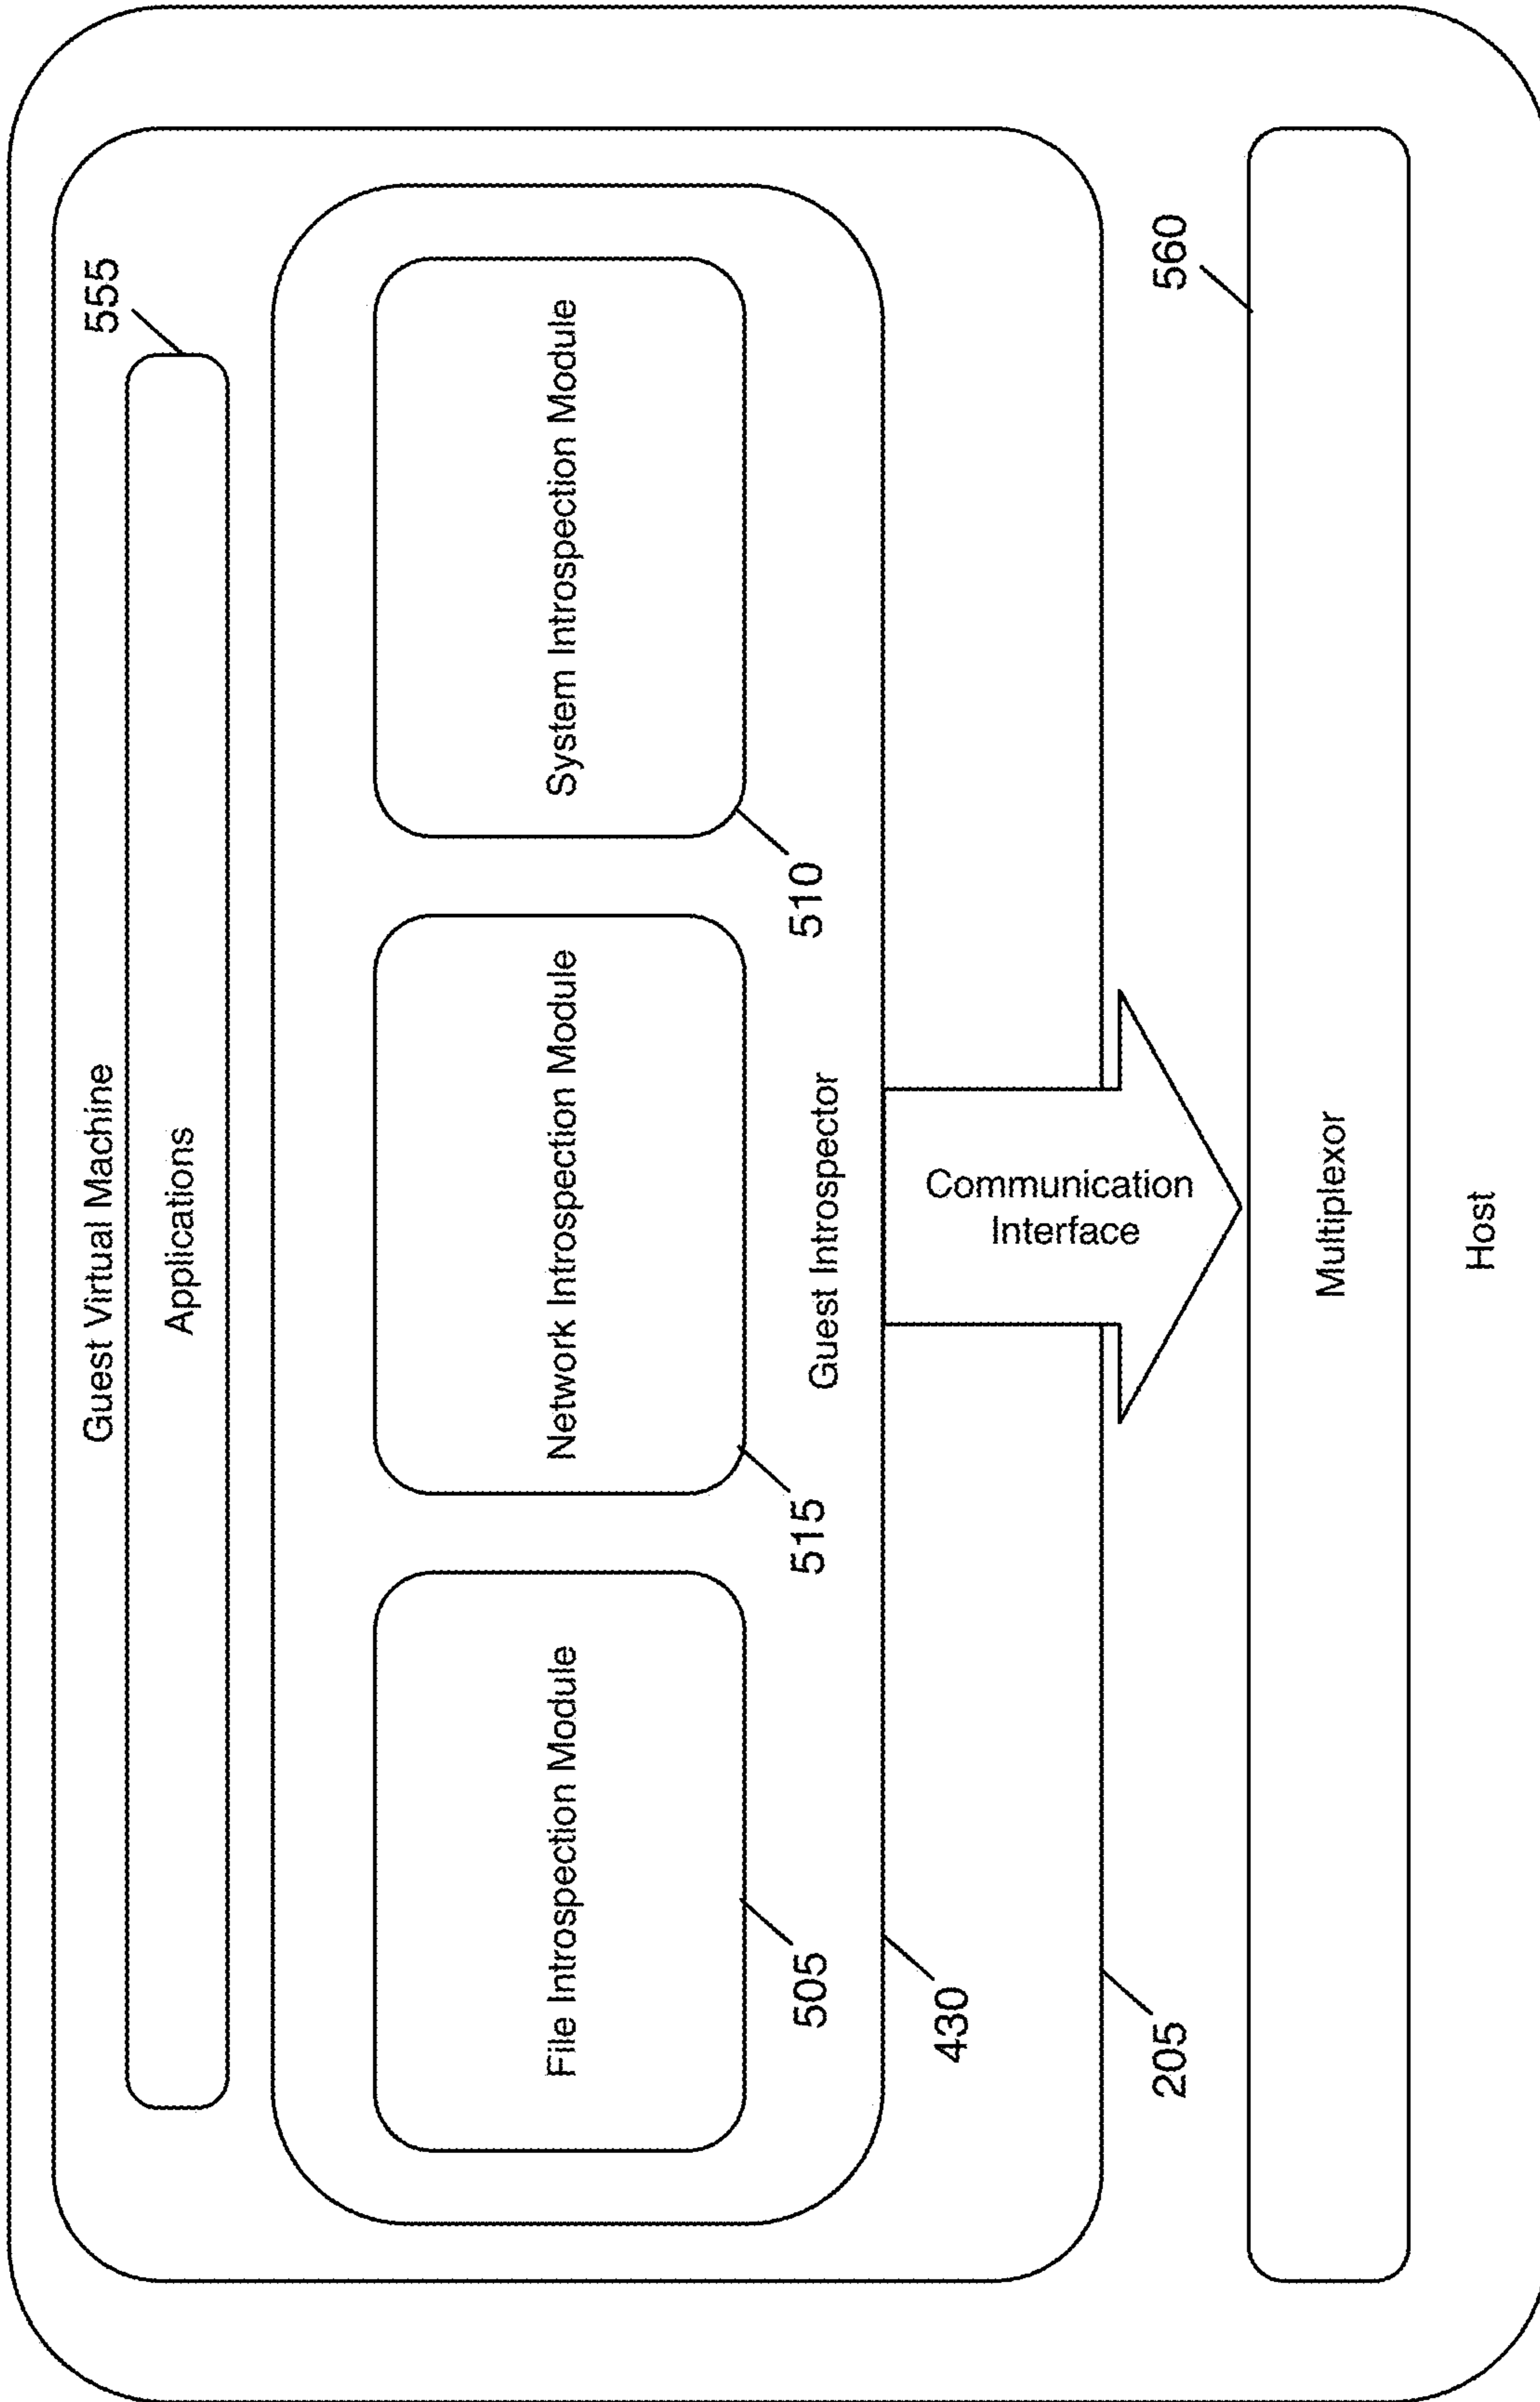 Guest Virtual Machine
555
Applications
File Introspection Module
Network Introspection Module
System Introspection Module
505
515
510
Guest Introspector
430
Communication
Interface
205
560
Multiplexor
Host